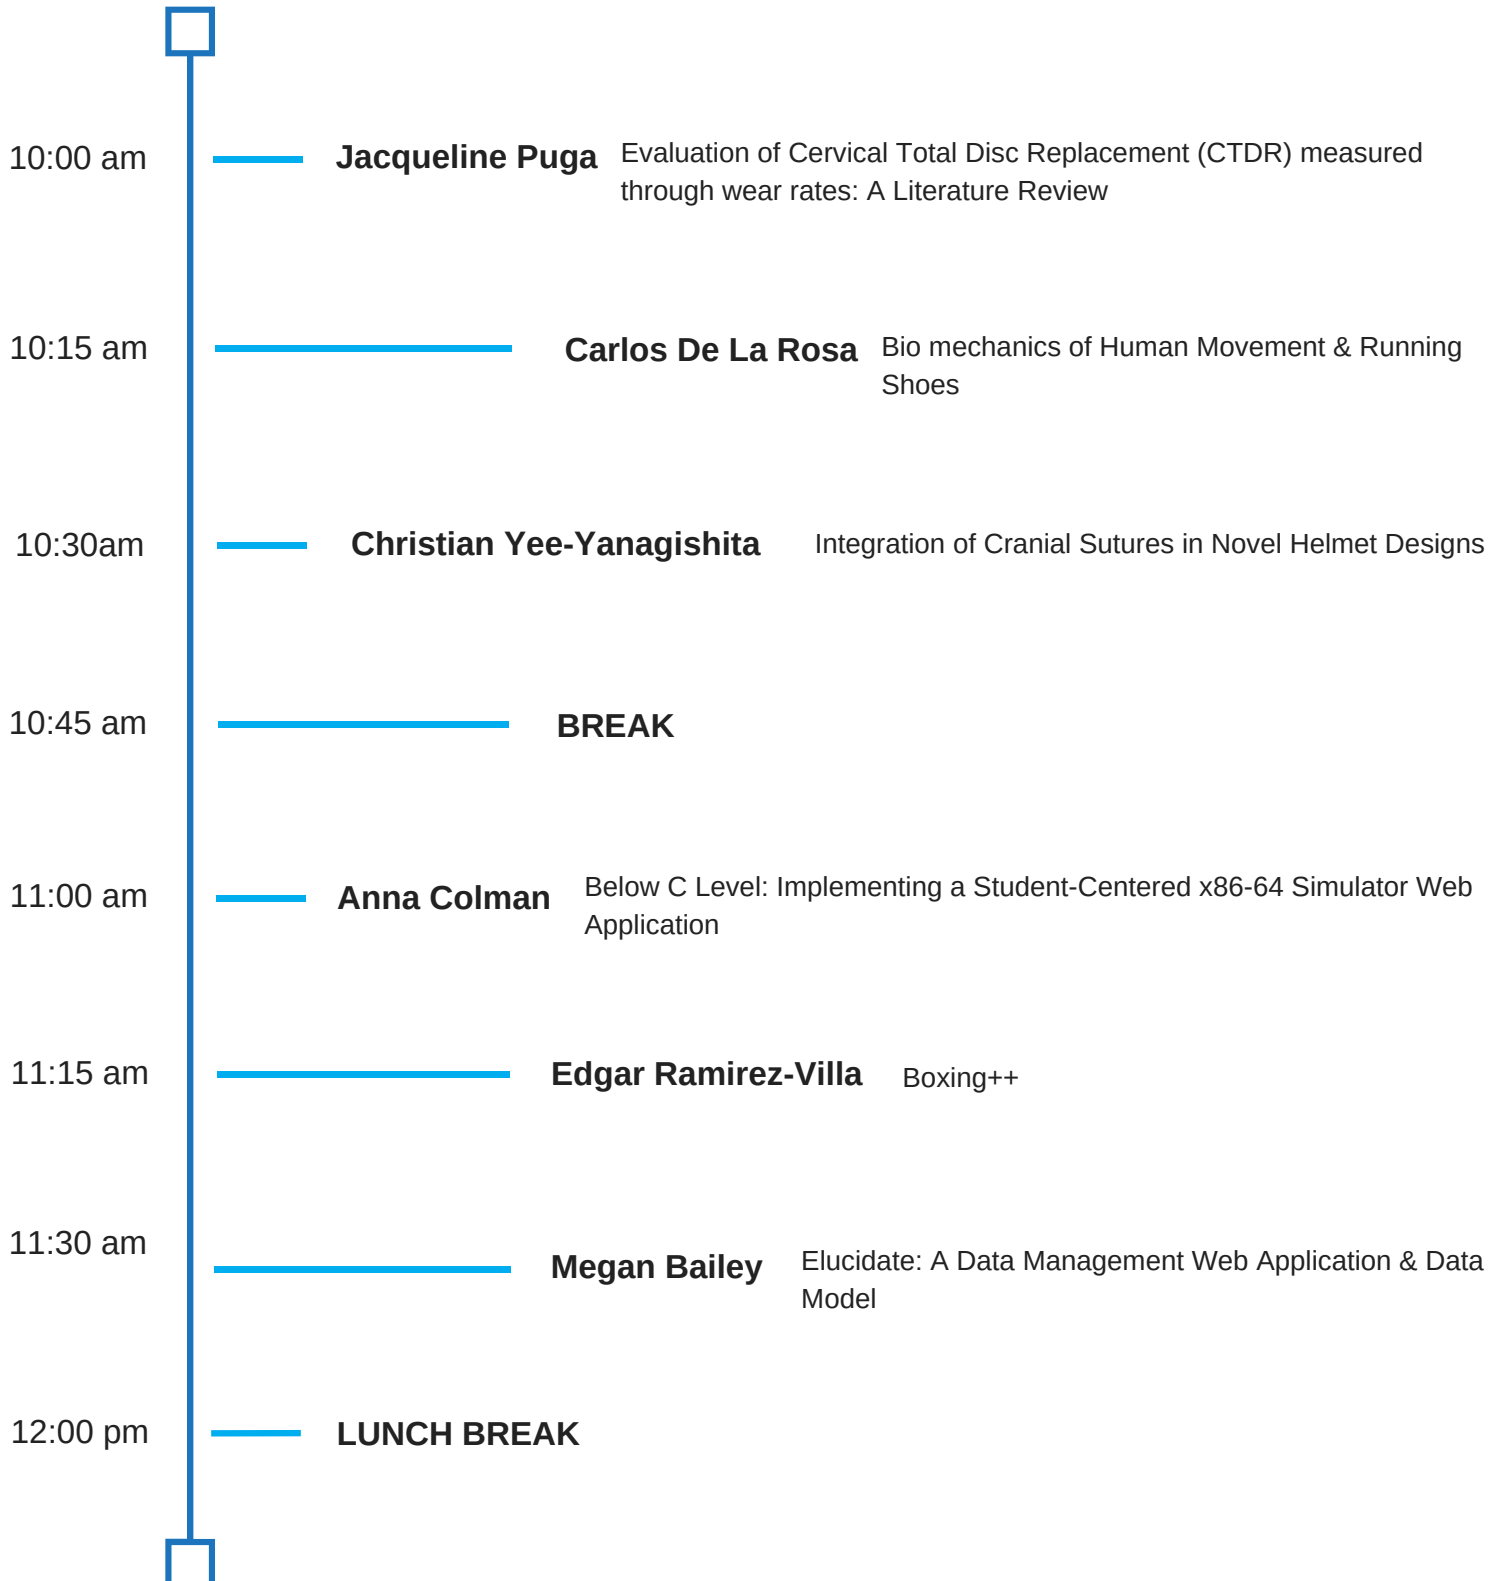 10:00 am
Jacqueline Puga
Evaluation of Cervical Total Disc Replacement (CTDR) measured
through wear rates: A Literature Review
10:15 am
Carlos De La Rosa
Bio mechanics of Human Movement & Running
Shoes
10:30am
Christian Yee-Yanagishita
Integration of Cranial Sutures in Novel Helmet Designs
10:45 am
BREAK
11:00 am
Anna Colman
Below C Level: Implementing a Student-Centered x86-64 Simulator Web
Application
11:15 am
Edgar Ramirez-Villa
Boxing++
11:30 am
Megan Bailey
Elucidate: A Data Management Web Application & Data
Model
12:00 pm
LUNCH BREAK